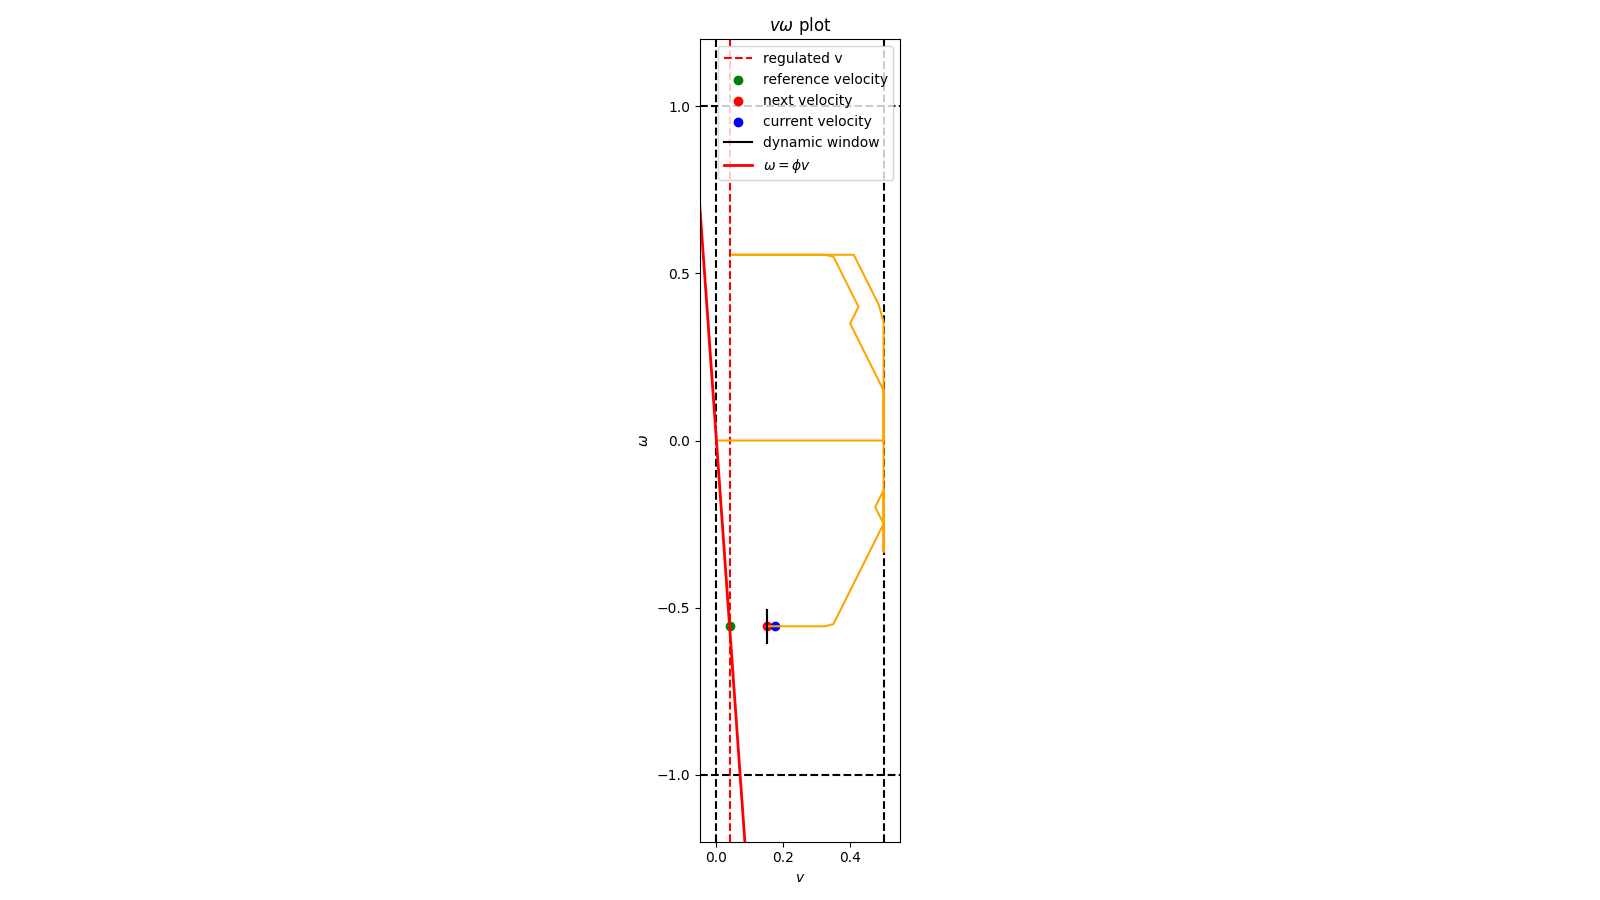 vω plot
regulated v
reference velocity
next velocity
current velocity
dynamic window
ω = ϕv
1.0
0.5
0.0
−0.5
−1.0
ω
0.0 0.2 0.4
v